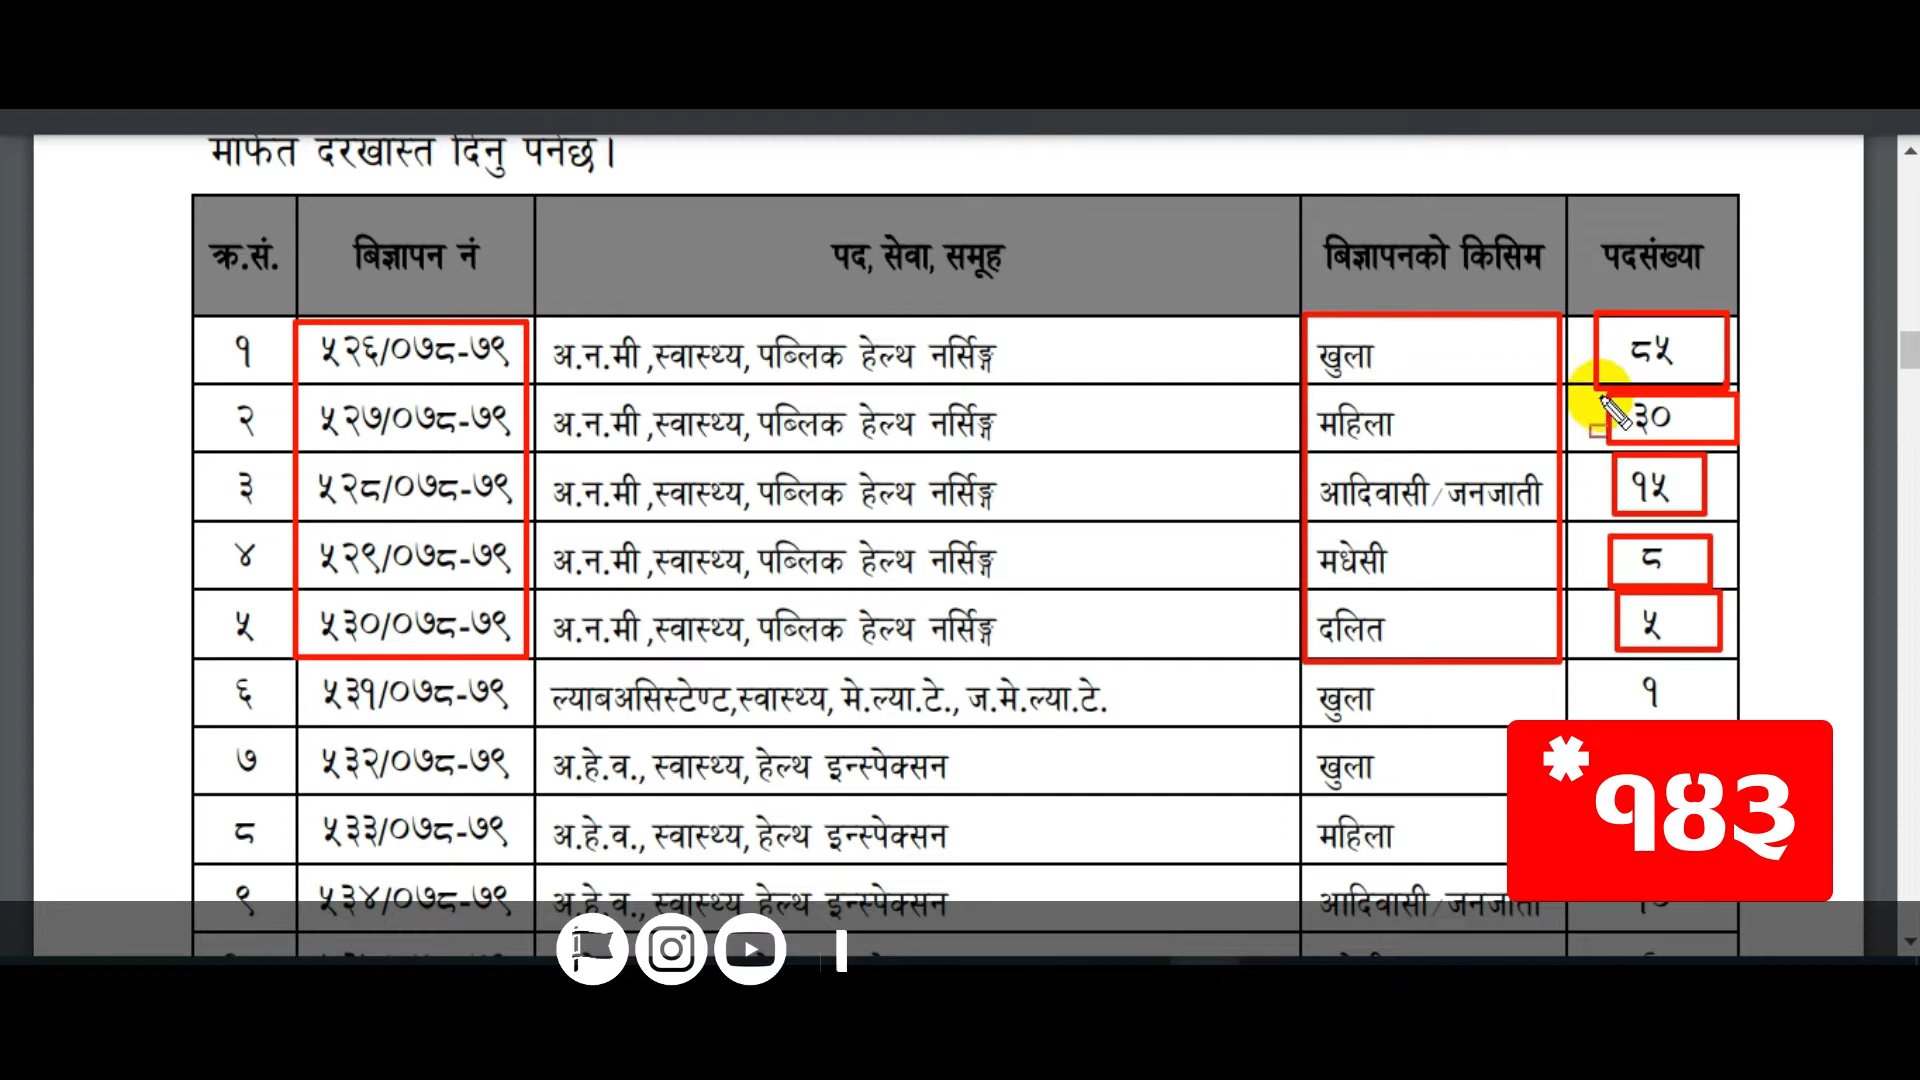 मार्फत दरखास्त दिनु पर्नेछ।
क्र.सं. बिज्ञापन नं पद, सेवा, समूह बिज्ञापनको किसिम पदसंख्या
१ ५२६/०७८-७९ अ.न.मी ,स्वास्थ्य, पब्लिक हेल्थ नर्सिङ्ग खुला ८५
२ ५२७/०७८-७९ अ.न.मी ,स्वास्थ्य, पब्लिक हेल्थ नर्सिङ्ग महिला ३०
३ ५२८/०७८-७९ अ.न.मी ,स्वास्थ्य, पब्लिक हेल्थ नर्सिङ्ग आदिवासी/जनजाती १५
४ ५२९/०७८-७९ अ.न.मी ,स्वास्थ्य, पब्लिक हेल्थ नर्सिङ्ग मधेसी ८
५ ५३०/०७८-७९ अ.न.मी ,स्वास्थ्य, पब्लिक हेल्थ नर्सिङ्ग दलित ५
६ ५३१/०७८-७९ ल्याबअसिस्टेण्ट,स्वास्थ्य, मे.ल्या.टे., ज.मे.ल्या.टे. खुला १
७ ५३२/०७८-७९ अ.हे.व., स्वास्थ्य, हेल्थ इन्स्पेक्सन खुला
८ ५३३/०७८-७९ अ.हे.व., स्वास्थ्य, हेल्थ इन्स्पेक्सन महिला
*१४३
९ ५३४/०७८-७९ अ.हे.व., स्वास्थ्य हेल्थ इन्स्पेक्सन आदिवासी/जनजाती